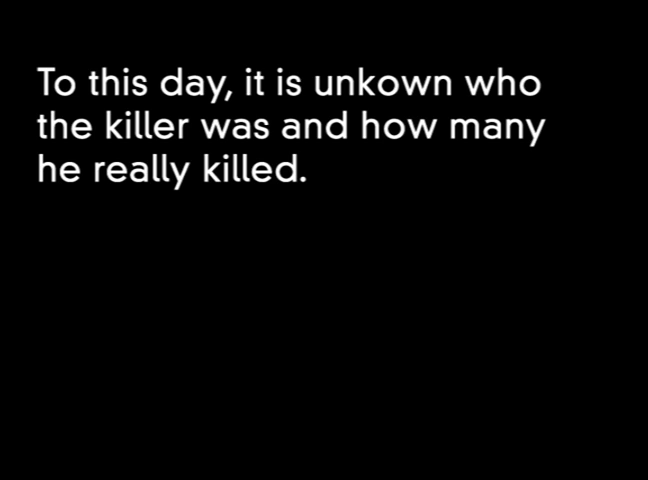 To this day, it is unkown who
the killer was and how many
he really killed.